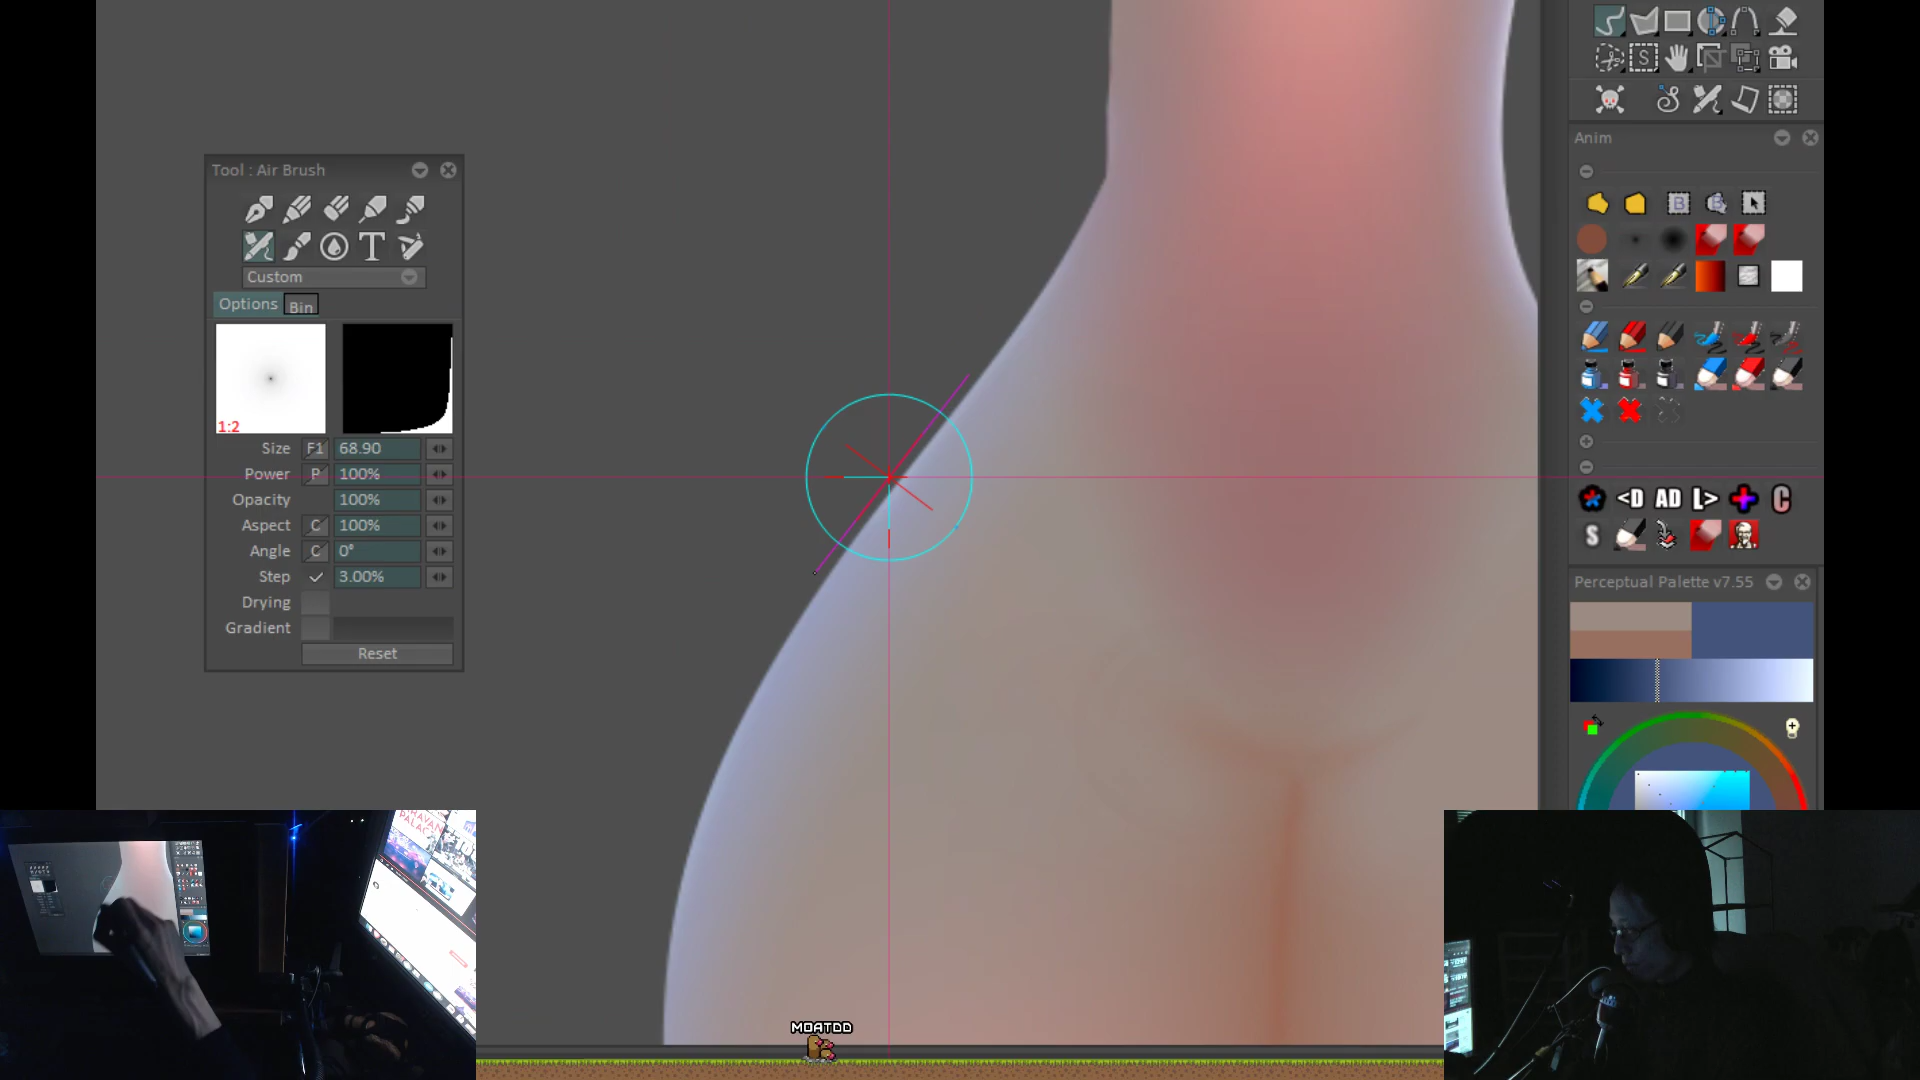 Tool : Air Brush
T
Custom
Options
Bin
1:2
Size F1 68.90
Power P 100%
Opacity 100%
Aspect C 100%
Angle C 0°
Step 3.00%
Drying
Gradient
Reset
S
Anim
B
B
<D AD L> C
S
Perceptual Palette v7.55
PALAC
MOATDD